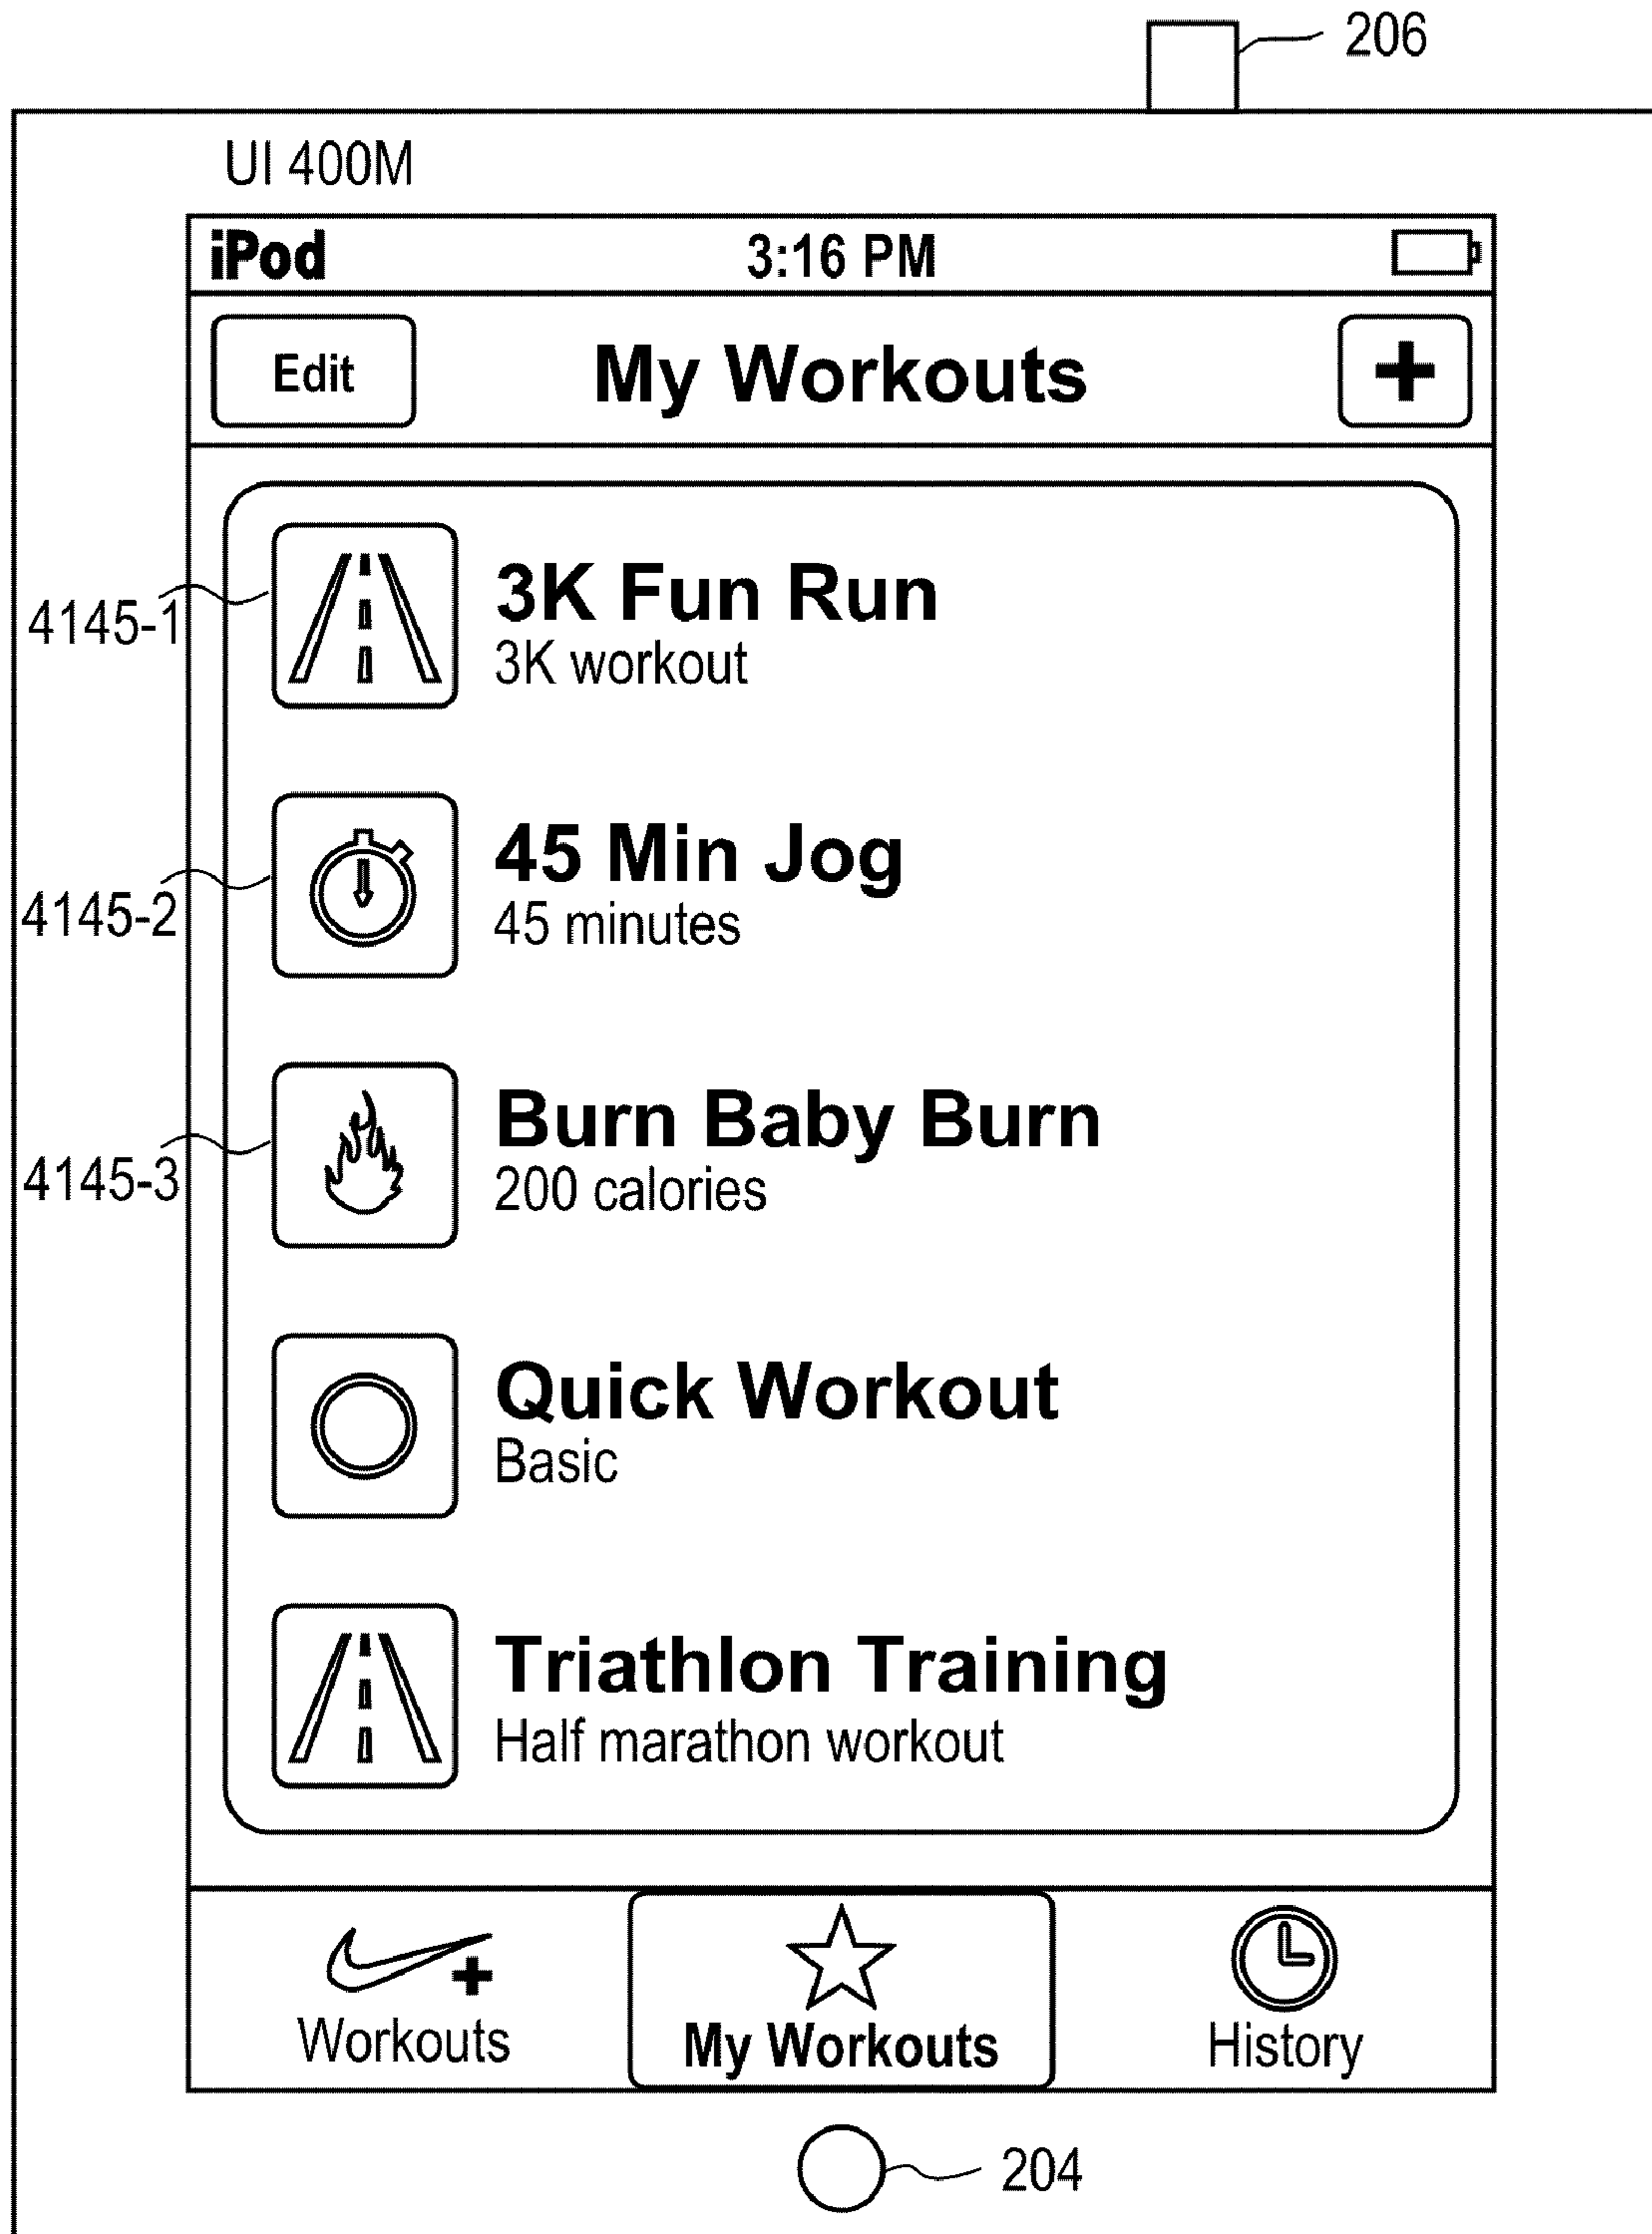 206
UI 400M
iPod 3:16 PM
Edit My Workouts +
3K Fun Run
4145-1
3K workout
45 Min Jog
4145-2
45 minutes
Burn Baby Burn
4145-3
200 calories
Quick Workout
Basic
Triathlon Training
Half marathon workout
+
Workouts My Workouts History
204